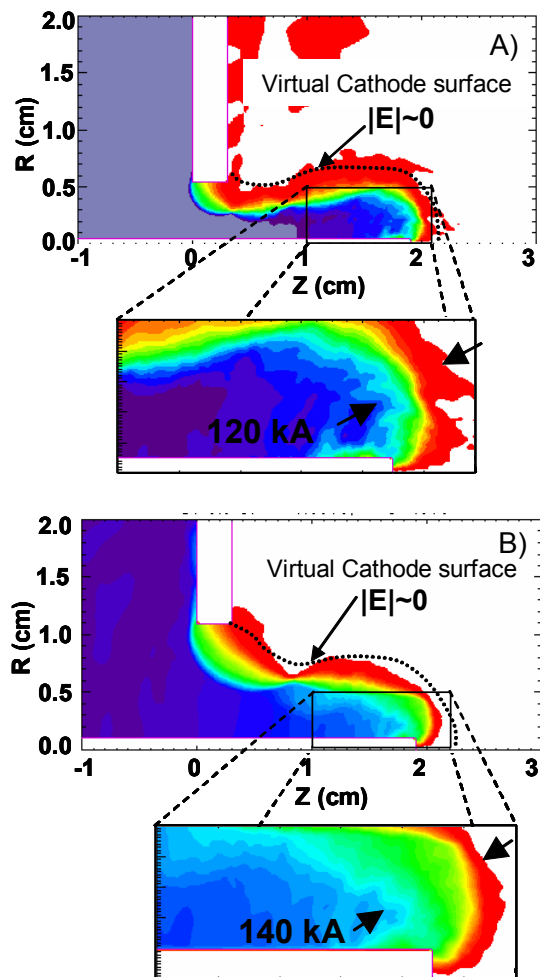 2.0
A)
Virtual Cathode surface
|E|~0
1.5
R (cm)
1.0
0.5
0.0
-1 0 1 2 3
Z (cm)
120 kA
2.0
B)
Virtual Cathode surface
|E|~0
1.5
R (cm)
1.0
0.5
0.0
-1 0 1 2 3
Z (cm)
140 kA